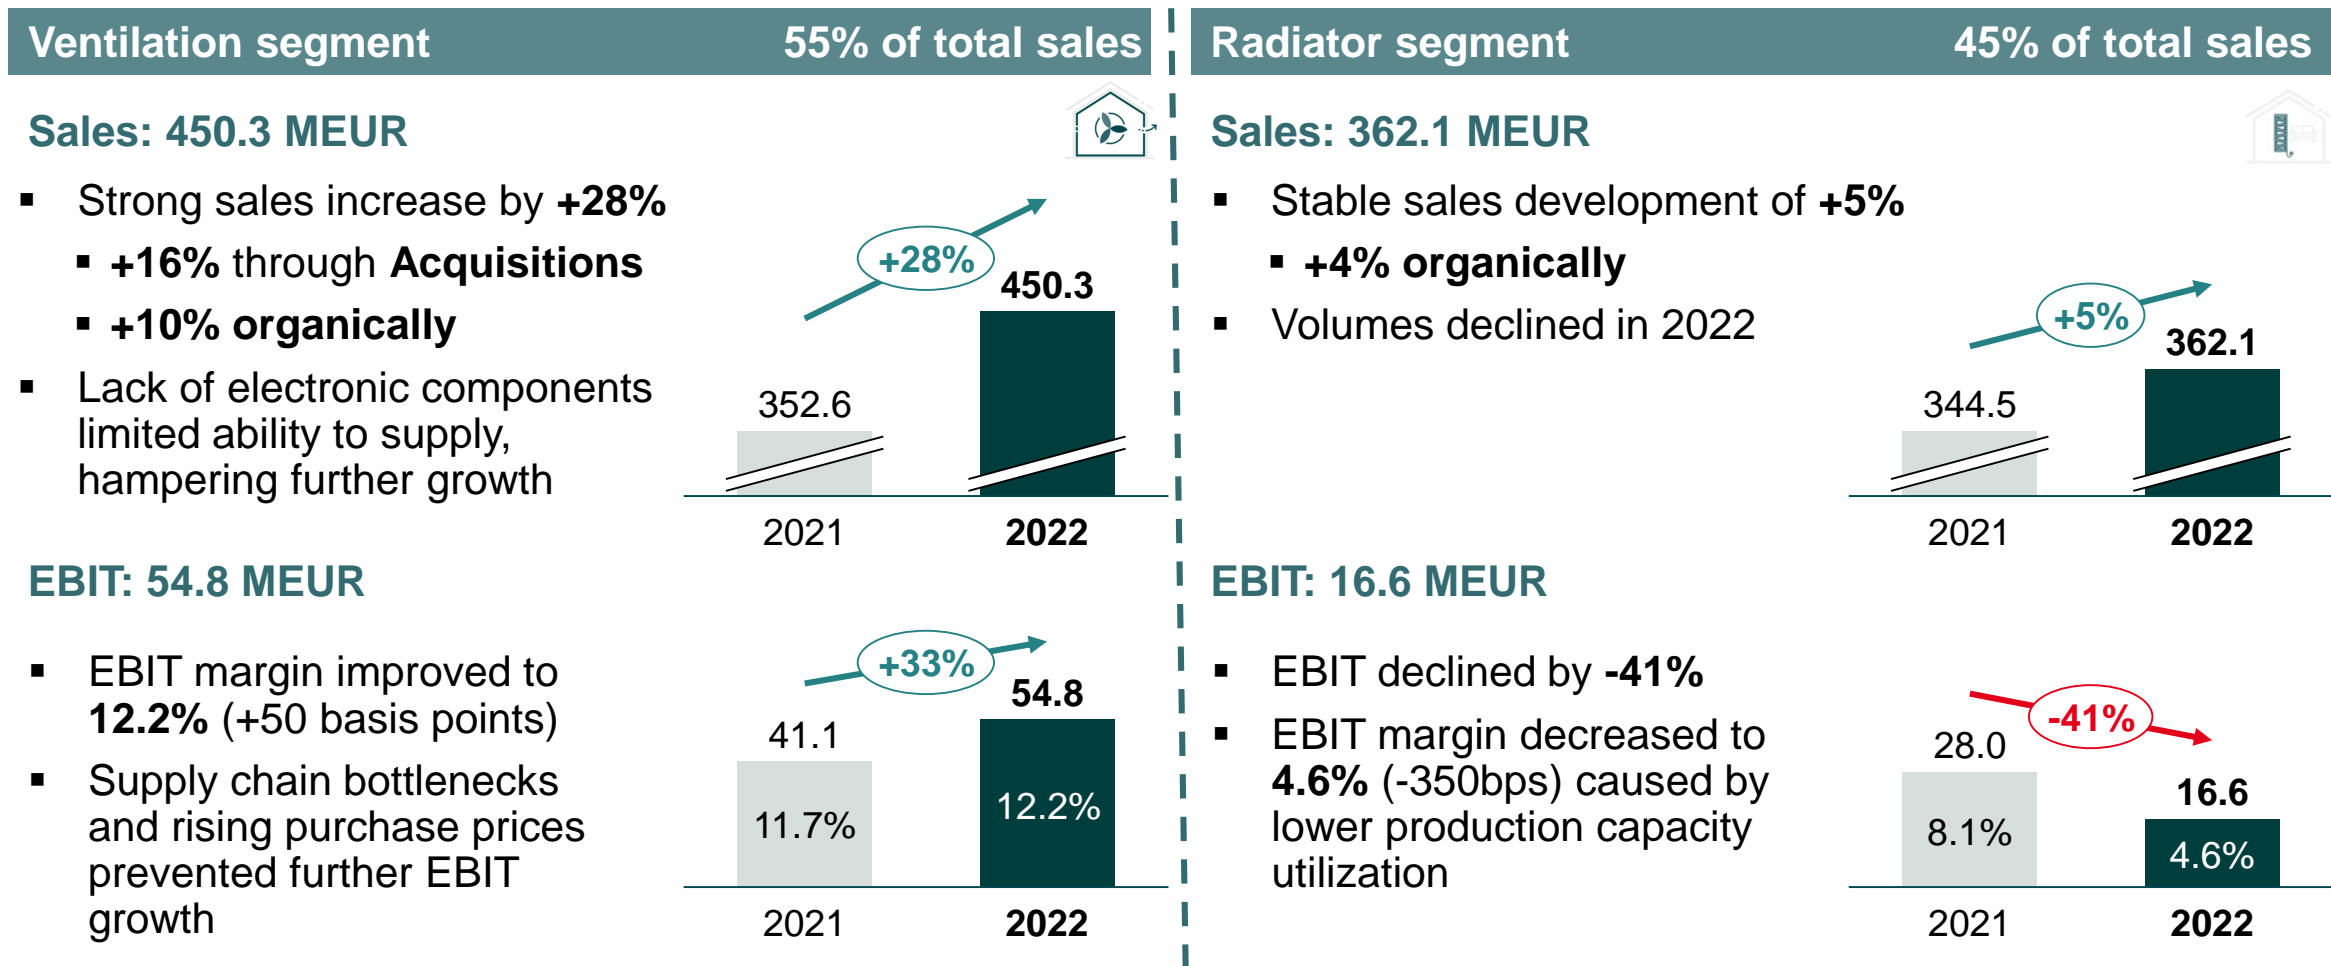 Ventilation segment 55% of total sales
Sales: 450.3 MEUR
▪ Strong sales increase by +28%
▪ +16% through Acquisitions
▪ +10% organically
▪ Lack of electronic components
limited ability to supply,
hampering further growth
+28%
450.3
352.6
2021 2022
EBIT: 54.8 MEUR
▪ EBIT margin improved to
12.2% (+50 basis points)
▪ Supply chain bottlenecks
and rising purchase prices
prevented further EBIT
growth
+33%
54.8
41.1
12.2%
11.7%
2021 2022
Radiator segment 45% of total sales
Sales: 362.1 MEUR
▪ Stable sales development of +5%
▪ +4% organically
▪ Volumes declined in 2022
+5%
362.1
344.5
2021 2022
EBIT: 16.6 MEUR
▪ EBIT declined by -41%
▪ EBIT margin decreased to
4.6% (-350bps) caused by
lower production capacity
utilization
-41%
28.0
16.6
8.1%
4.6%
2021 2022